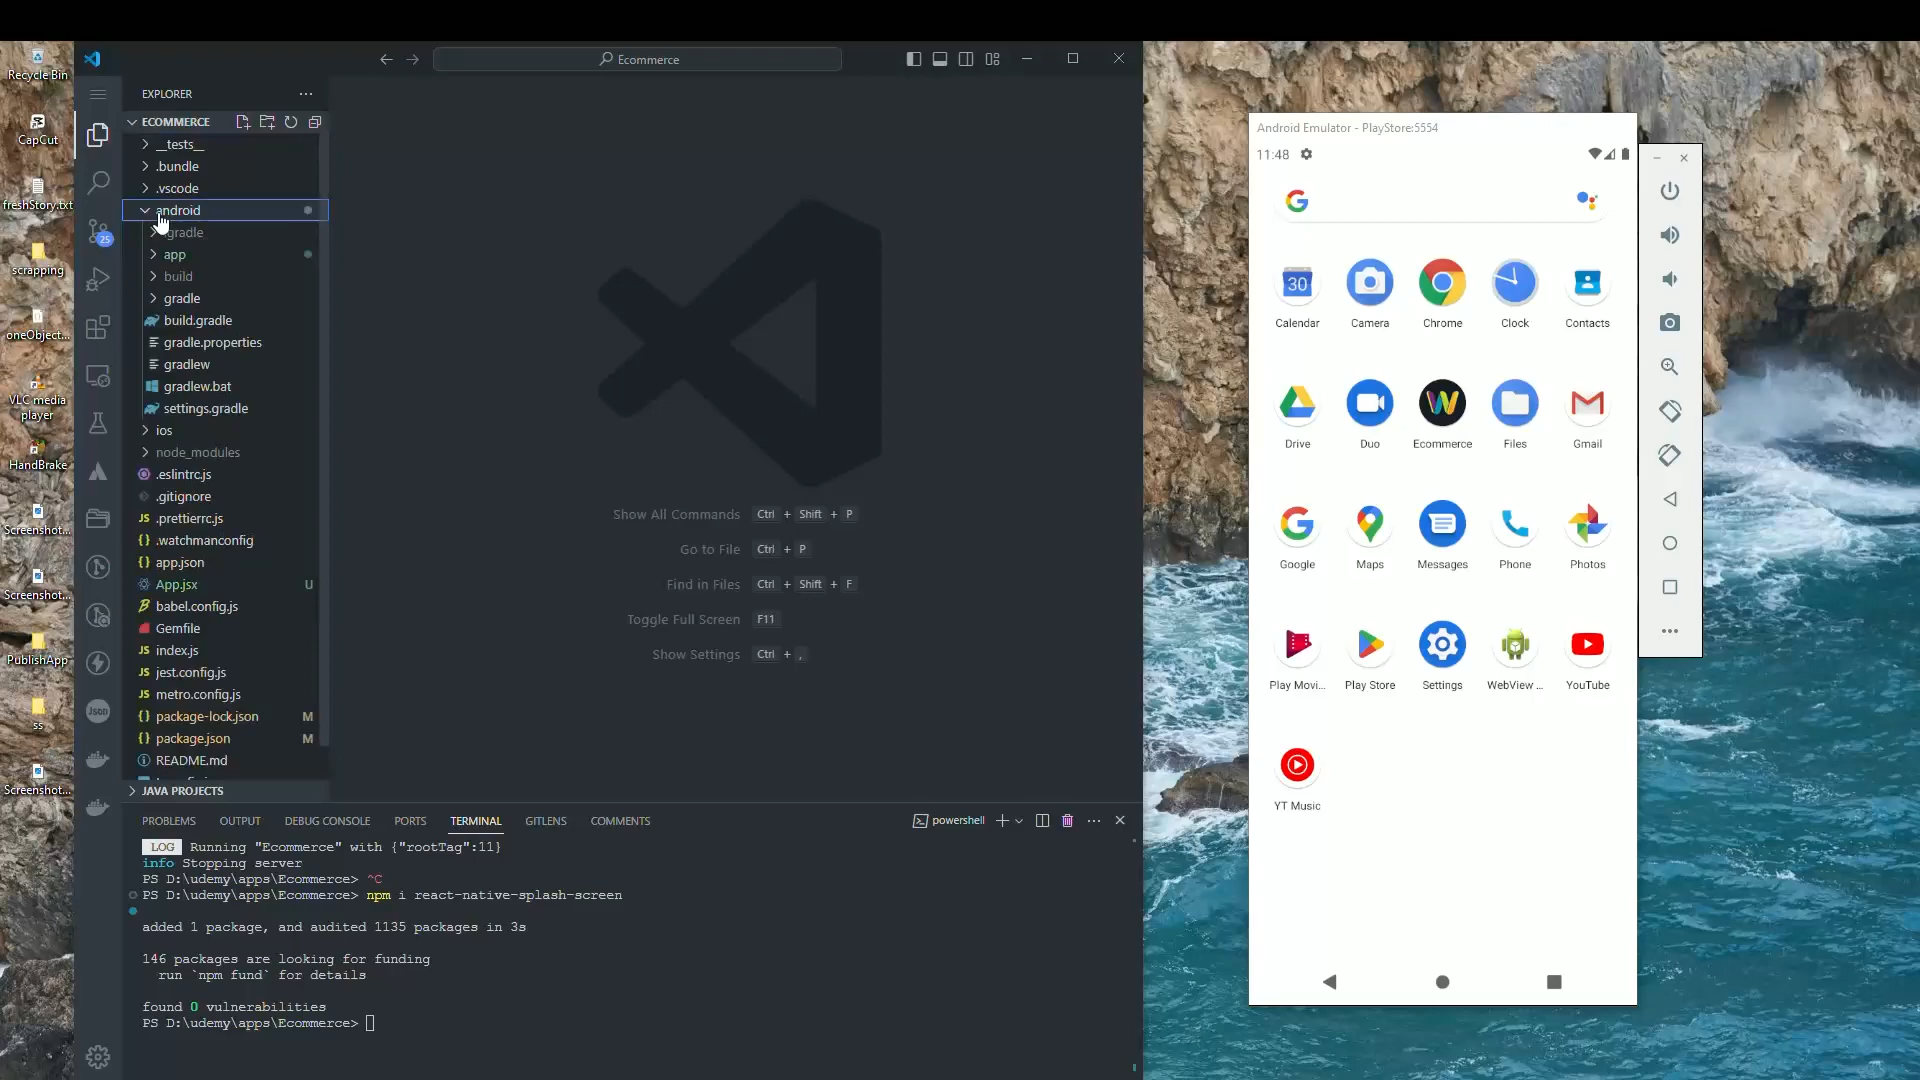 Recycle Bin
CapCut
freshStory.txt
scrapping
oneObject...
VLC media
player
HandBrake
Screenshot...
Screenshot...
PublishApp
ss
Screenshot...
Ecommerce
EXPLORER
ECOMMERCE
__tests__
.bundle
.vscode
android
.gradle
app
build
gradle
build.gradle
gradle.properties
gradlew
gradlew.bat
settings.gradle
ios
node_modules
.eslintrc.js
.gitignore
JS .prettierrc.js
{} .watchmanconfig
{} app.json
App.jsx U
babel.config.js
Gemfile
JS index.js
JS jest.config.js
JS metro.config.js
{} package-lock.json M
{} package.json M
README.md
JAVA PROJECTS
25
Json
Show All Commands Ctrl + Shift + P
Go to File Ctrl + P
Find in Files Ctrl + Shift + F
Toggle Full Screen F11
Show Settings Ctrl + ,
PROBLEMS OUTPUT DEBUG CONSOLE PORTS TERMINAL GITLENS COMMENTS
powershell
LOG Running "Ecommerce" with {"rootTag":11}
info Stopping server
PS D:\udemy\apps\Ecommerce> ^C
PS D:\udemy\apps\Ecommerce> npm i react-native-splash-screen
added 1 package, and audited 1135 packages in 3s
146 packages are looking for funding
run `npm fund` for details
found 0 vulnerabilities
PS D:\udemy\apps\Ecommerce>
Android Emulator - PlayStore:5554
11:48
30
Calendar Camera Chrome Clock Contacts
Drive Duo Ecommerce Files Gmail
Google Maps Messages Phone Photos
Play Movi... Play Store Settings WebView ... YouTube
YT Music